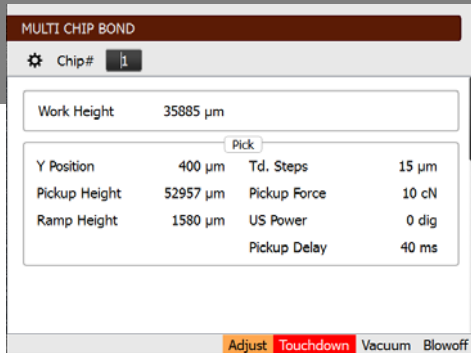 MULTI CHIP BOND
Chip# 1
Work Height 35885 µm
Pick
Y Position 400 µm Td. Steps 15 µm
Pickup Height 52957 µm Pickup Force 10 cN
Ramp Height 1580 µm US Power 0 dig
Pickup Delay 40 ms
Adjust Touchdown Vacuum Blowoff